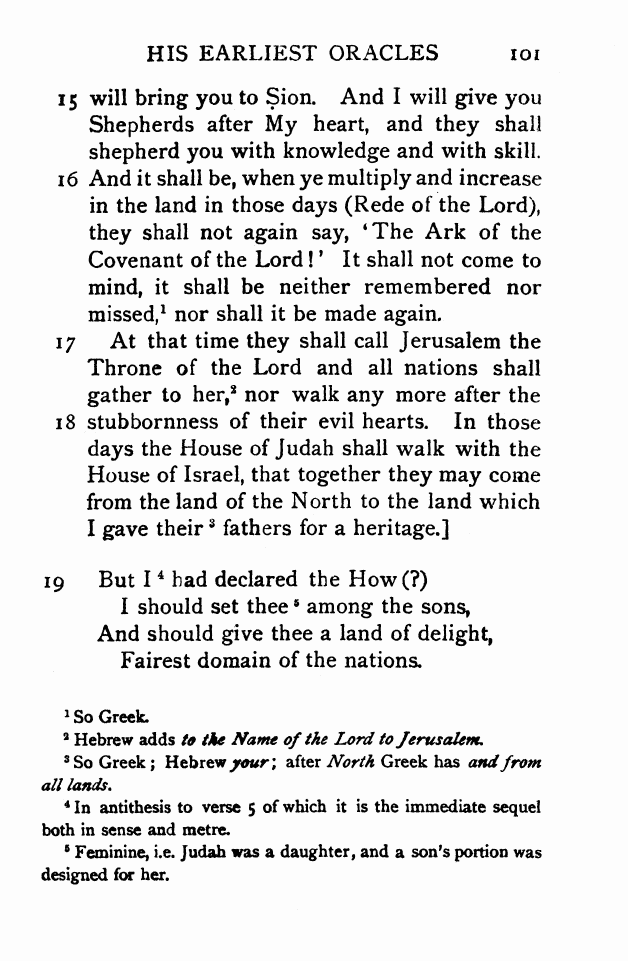 HIS EARLIEST ORACLES 101
15 will bring you to Ṣion. And I will give you
Shepherds after My heart, and they shall
shepherd you with knowledge and with skill.
16 And it shall be, when ye multiply and increase
in the land in those days (Rede of the Lord),
they shall not again say, ‘The Ark of the
Covenant of the Lord!’ It shall not come to
mind, it shall be neither remembered nor
missed,¹ nor shall it be made again.
17 At that time they shall call Jerusalem the
Throne of the Lord and all nations shall
gather to her,² nor walk any more after the
18 stubbornness of their evil hearts. In those
days the House of Judah shall walk with the
House of Israel, that together they may come
from the land of the North to the land which
I gave their ³ fathers for a heritage.]
19 But I ⁴ had declared the How (?)
I should set thee ⁵ among the sons,
And should give thee a land of delight,
Fairest domain of the nations.
¹ So Greek.
² Hebrew adds to the Name of the Lord to Jerusalem.
³ So Greek; Hebrew your; after North Greek has and from
all lands.
⁴ In antithesis to verse 5 of which it is the immediate sequel
both in sense and metre.
⁵ Feminine, i.e. Judah was a daughter, and a son's portion was
designed for her.